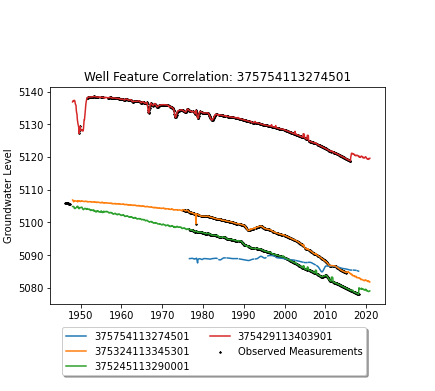 Well Feature Correlation: 375754113274501
5140
5130
5120
5110
5100
5090
5080
Groundwater Level
1950 1960 1970 1980 1990 2000 2010 2020
375754113274501 375429113403901
375324113345301 Observed Measurements
375245113290001